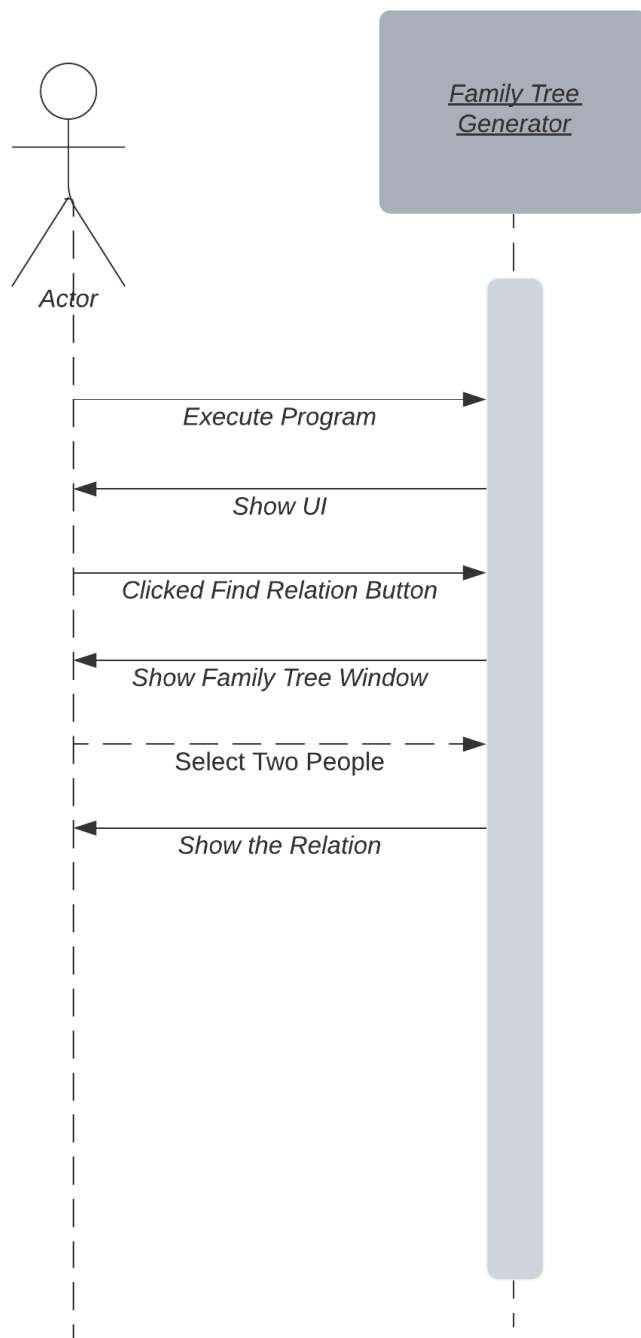 Family Tree
Generator
Actor
Execute Program
Show UI
Clicked Find Relation Button
Show Family Tree Window
Select Two People
Show the Relation